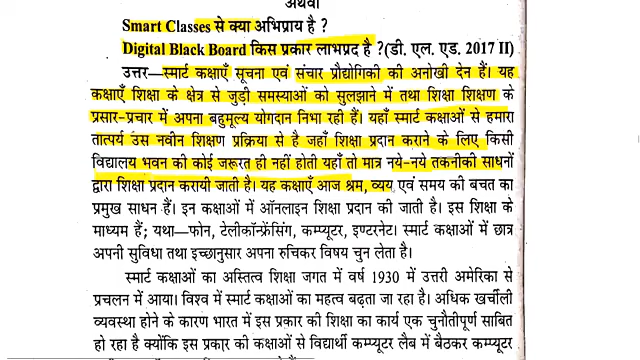 अथवा
Smart Classes से क्या अभिप्राय है ?
Digital Black Board किस प्रकार लाभप्रद है ?(डी. एल. एड. 2017 II)
उत्तर—स्मार्ट कक्षाएँ सूचना एवं संचार प्रौद्योगिकी की अनोखी देन हैं। यह
कक्षाएँ शिक्षा के क्षेत्र से जुड़ी समस्याओं को सुलझाने में तथा शिक्षा शिक्षण के
प्रसार-प्रचार में अपना बहुमूल्य योगदान निभा रही हैं। यहाँ स्मार्ट कक्षाओं से हमारा
तात्पर्य उस नवीन शिक्षण प्रक्रिया से है जहाँ शिक्षा प्रदान कराने के लिए किसी
विद्यालय भवन की कोई जरूरत ही नहीं होती यहाँ तो मात्र नये-नये तकनीकी साधनों
द्वारा शिक्षा प्रदान करायी जाती है। यह कक्षाएँ आज श्रम, व्यय एवं समय की बचत का
प्रमुख साधन हैं। इन कक्षाओं में ऑनलाइन शिक्षा प्रदान की जाती है। इस शिक्षा के
माध्यम हैं; यथा—फोन, टेलीकॉन्फ्रेंसिंग, कम्प्यूटर, इण्टरनेट। स्मार्ट कक्षाओं में छात्र
अपनी सुविधा तथा इच्छानुसार अपना रुचिकर विषय चुन लेता है।
स्मार्ट कक्षाओं का अस्तित्व शिक्षा जगत में वर्ष 1930 में उत्तरी अमेरिका से
प्रचलन में आया। विश्व में स्मार्ट कक्षाओं का महत्व बढ़ता जा रहा है। अधिक खर्चीली
व्यवस्था होने के कारण भारत में इस प्रकार की शिक्षा का कार्य एक चुनौतीपूर्ण साबित
हो रहा है क्योंकि इस प्रकार की कक्षाओं से विद्यार्थी कम्प्यूटर लैब में बैठकर कम्प्यूटर